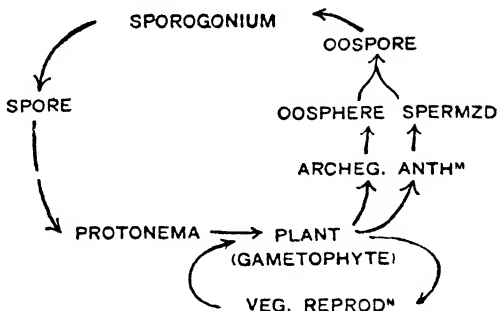 SPOROGONIUM
OOSPORE
SPORE
OOSPHERE SPERMZD
ARCHEG. ANTHᴹ
PROTONEMA PLANT
(GAMETOPHYTE)
VEG. REPRODᴺ